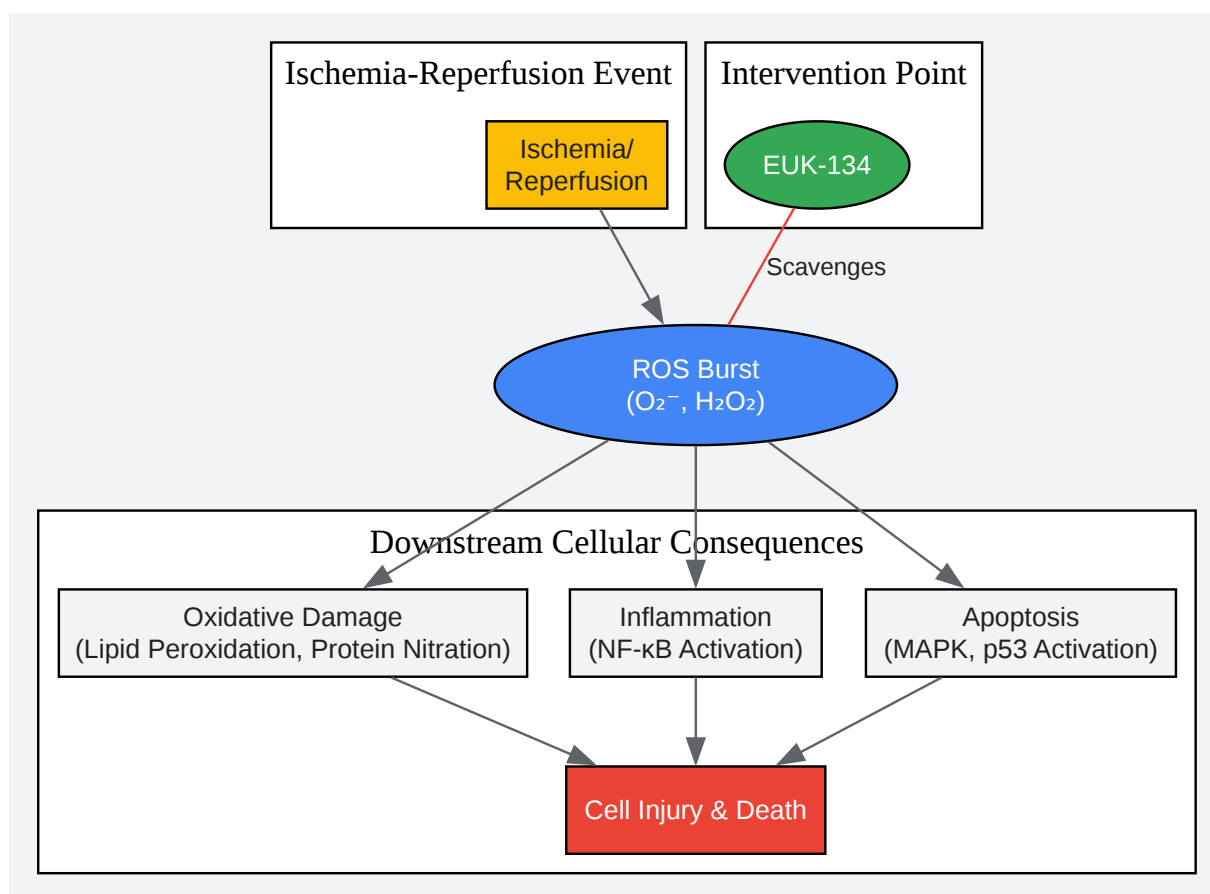 Ischemia-Reperfusion Event
Intervention Point
Ischemia/
Reperfusion
EUK-134
Scavenges
ROS Burst
(O₂⁻, H₂O₂)
Downstream Cellular Consequences
Oxidative Damage
(Lipid Peroxidation, Protein Nitration)
Inflammation
(NF-κB Activation)
Apoptosis
(MAPK, p53 Activation)
Cell Injury & Death